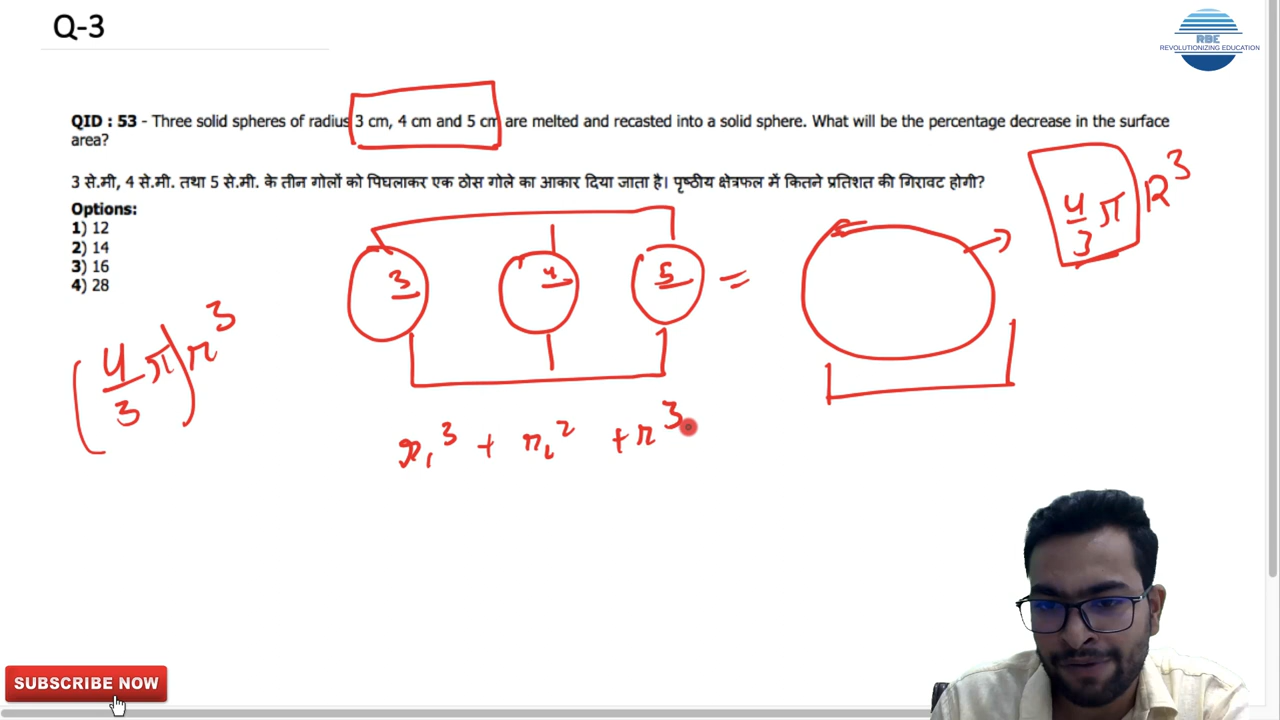 Q-3
RBE
REVOLUTIONIZING EDUCATION
QID : 53 - Three solid spheres of radius 3 cm, 4 cm and 5 cm are melted and recasted into a solid sphere. What will be the percentage decrease in the surface
area?
3 से.मी, 4 से.मी. तथा 5 से.मी. के तीन गोलों को पिघलाकर एक ठोस गोले का आकार दिया जाता है। पृष्ठीय क्षेत्रफल में कितने प्रतिशत की गिरावट होगी?
Options:
1) 12
2) 14
3) 16
4) 28
4/3 π R³
3 4 5 =
(4/3 π) r³
r₁³ + r₂² + r³
SUBSCRIBE NOW